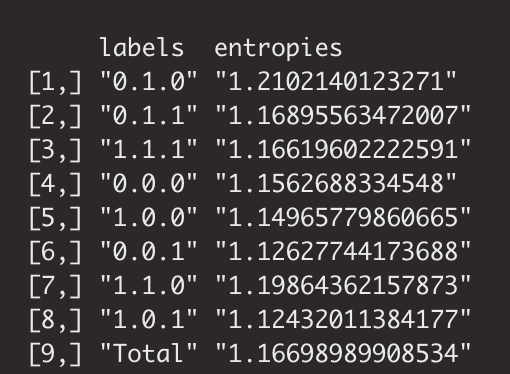 labels entropies
[1,] "0.1.0" "1.2102140123271"
[2,] "0.1.1" "1.16895563472007"
[3,] "1.1.1" "1.16619602222591"
[4,] "0.0.0" "1.1562688334548"
[5,] "1.0.0" "1.14965779860665"
[6,] "0.0.1" "1.12627744173688"
[7,] "1.1.0" "1.19864362157873"
[8,] "1.0.1" "1.12432011384177"
[9,] "Total" "1.16698989908534"